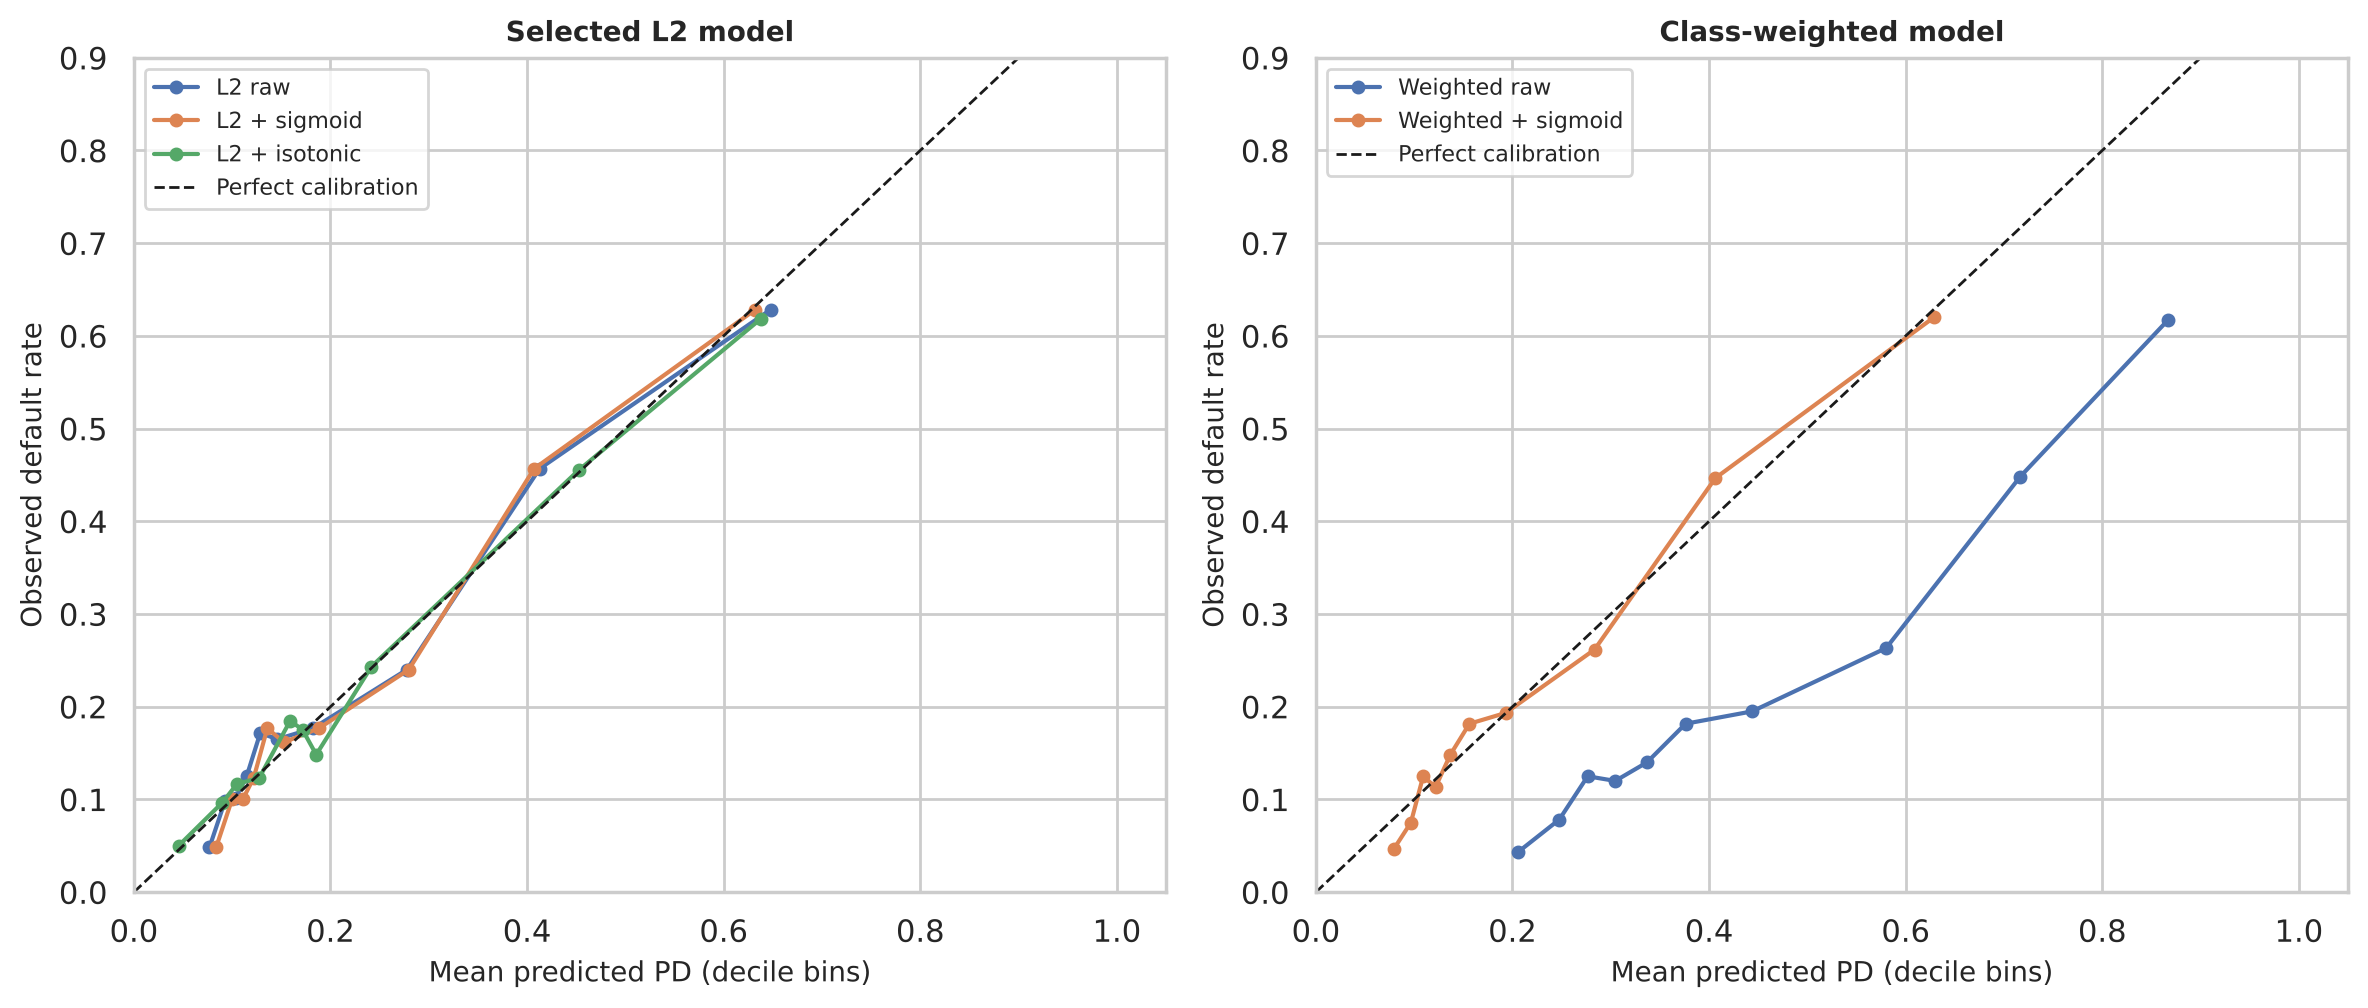 Selected L2 model
L2 raw
L2 + sigmoid
L2 + isotonic
Perfect calibration
0.9
0.8
0.7
0.6
0.5
0.4
0.3
0.2
0.1
0.0
Observed default rate
0.0 0.2 0.4 0.6 0.8 1.0
Mean predicted PD (decile bins)
Class-weighted model
Weighted raw
Weighted + sigmoid
Perfect calibration
0.9
0.8
0.7
0.6
0.5
0.4
0.3
0.2
0.1
0.0
Observed default rate
0.0 0.2 0.4 0.6 0.8 1.0
Mean predicted PD (decile bins)